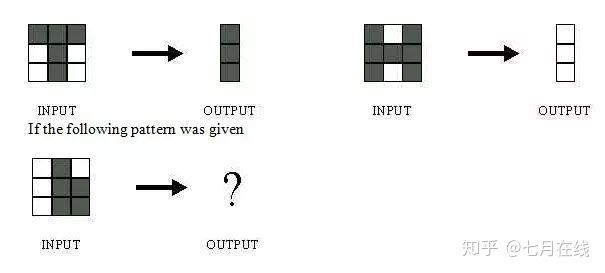 INPUT
OUTPUT
INPUT
OUTPUT
If the following pattern was given
?
INPUT
OUTPUT
知乎 @七月在线